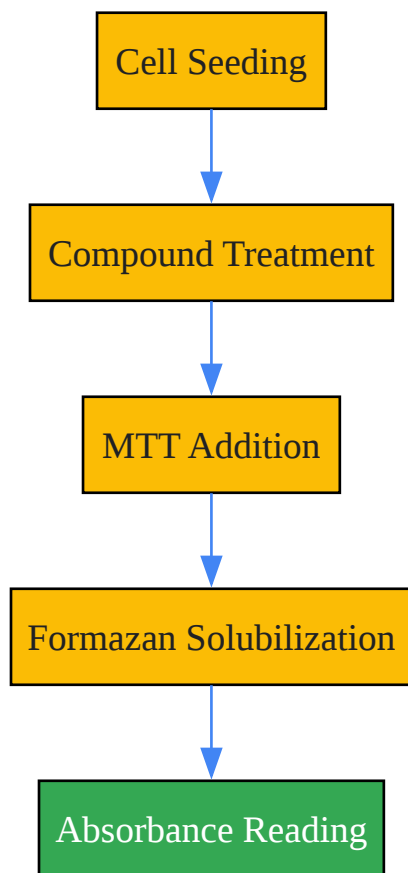 Cell Seeding
Compound Treatment
MTT Addition
Formazan Solubilization
Absorbance Reading